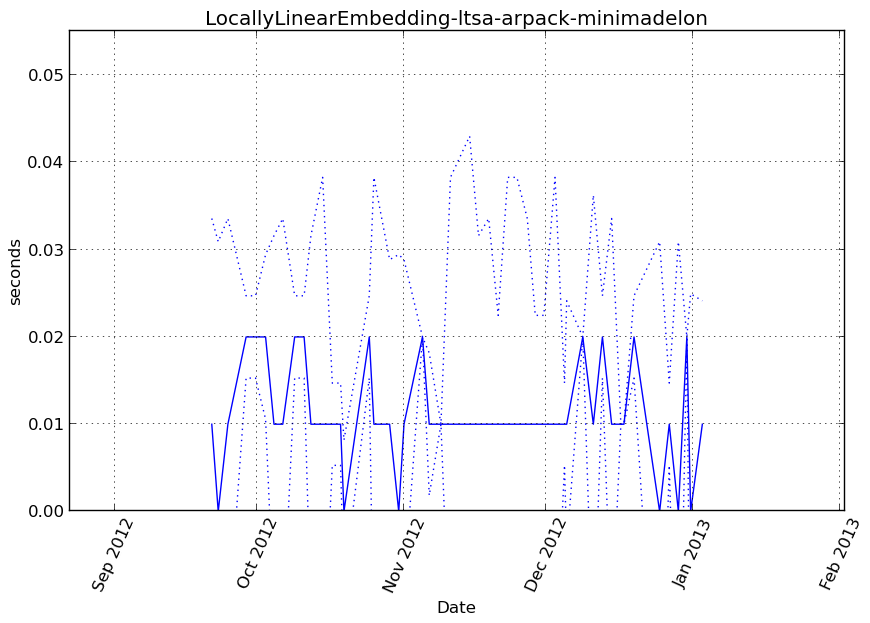 LocallyLinearEmbedding-ltsa-arpack-minimadelon
0.05
0.04
0.03
0.02
0.01
0.00
seconds
Sep 2012
Oct 2012
Nov 2012
Dec 2012
Jan 2013
Feb 2013
Date